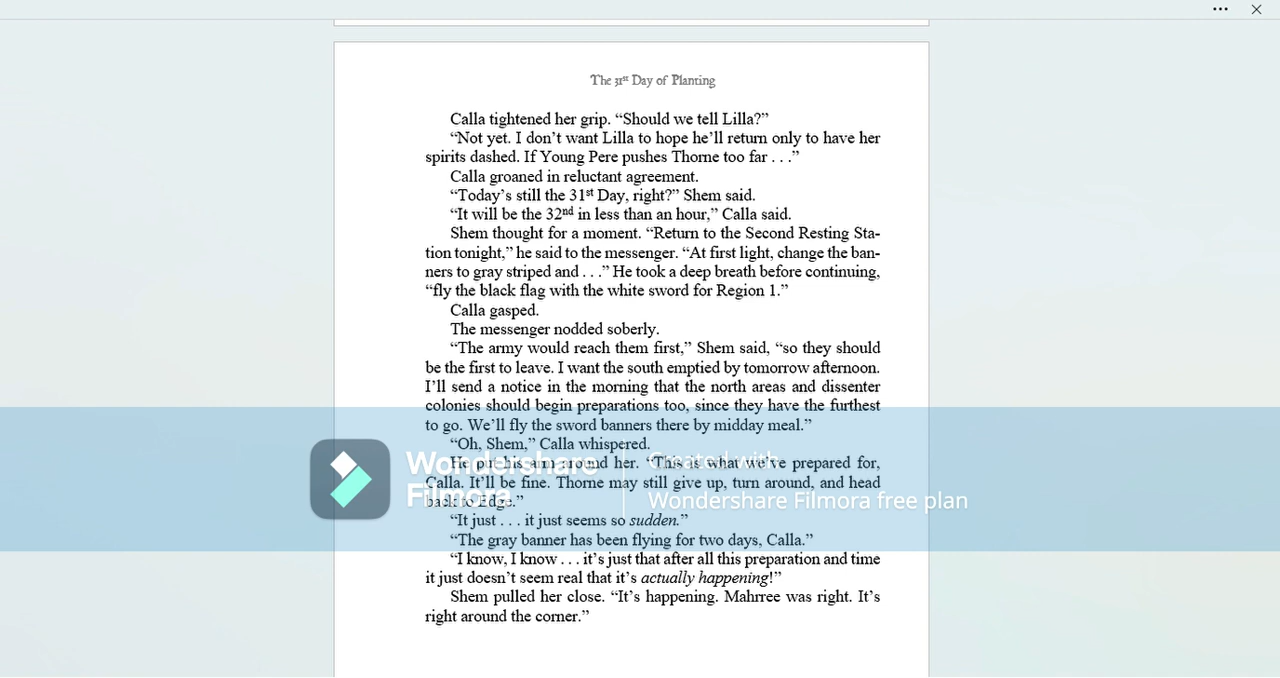 The 31st Day of Planting
Calla tightened her grip. “Should we tell Lilla?”
“Not yet. I don’t want Lilla to hope he’ll return only to have her
spirits dashed. If Young Pere pushes Thorne too far . . .”
Calla groaned in reluctant agreement.
“Today’s still the 31st Day, right?” Shem said.
“It will be the 32nd in less than an hour,” Calla said.
Shem thought for a moment. “Return to the Second Resting Sta-
tion tonight,” he said to the messenger. “At first light, change the ban-
ners to gray striped and . . .” He took a deep breath before continuing,
“fly the black flag with the white sword for Region 1.”
Calla gasped.
The messenger nodded soberly.
“The army would reach them first,” Shem said, “so they should
be the first to leave. I want the south emptied by tomorrow afternoon.
I’ll send a notice in the morning that the north areas and dissenter
colonies should begin preparations too, since they have the furthest
to go. We’ll fly the sword banners there by midday meal.”
“Oh, Shem,” Calla whispered.
He put his arm around her. “This is what we’ve prepared for,
Calla. It’ll be fine. Thorne may still give up, turn around, and head
back to Edge.”
“It just . . . it just seems so sudden.”
“The gray banner has been flying for two days, Calla.”
“I know, I know . . . it’s just that after all this preparation and time
it just doesn’t seem real that it’s actually happening!”
Shem pulled her close. “It’s happening. Mahrree was right. It’s
right around the corner.”
Wondershare
Filmora
Created with
Wondershare Filmora free plan